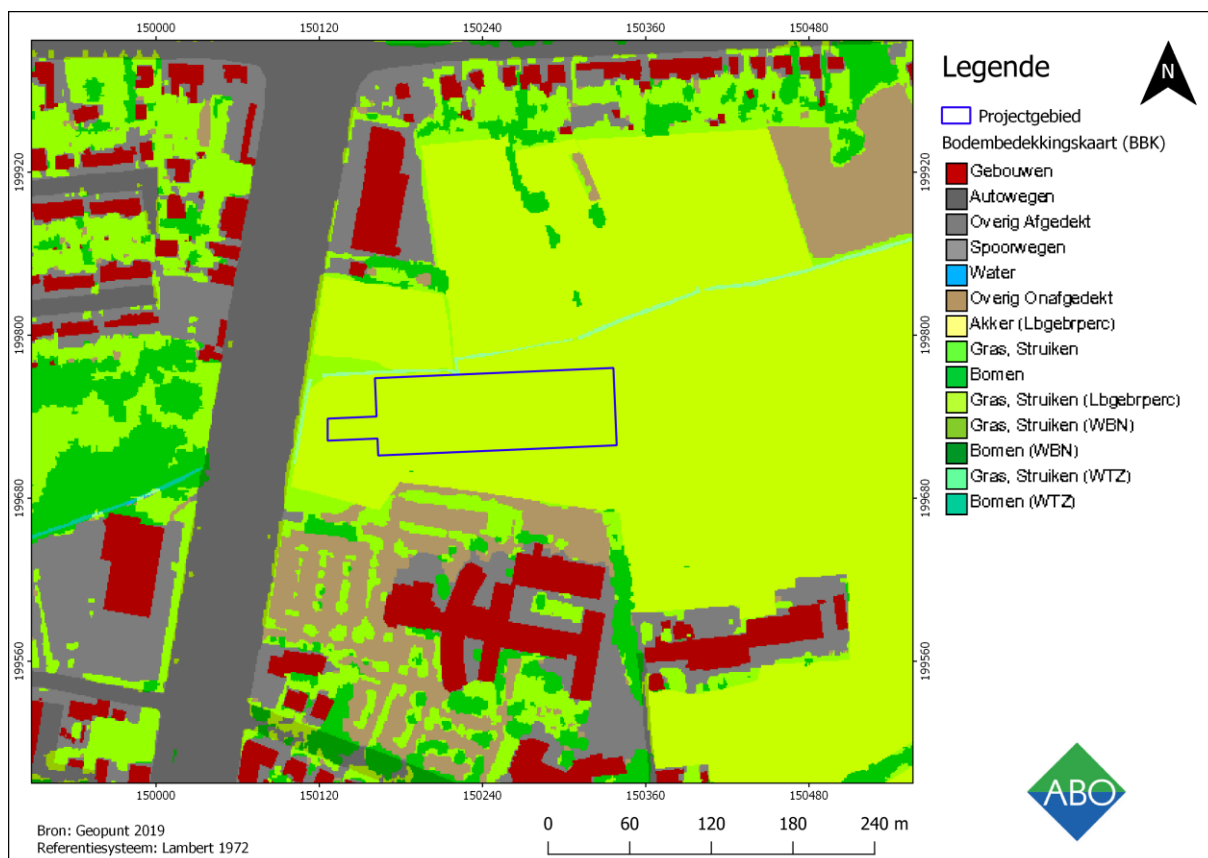 150000 150120 150240 150360 150480
199920 199920
199800 199800
199680 199680
199560 199560
150000 150120 150240 150360 150480
Legende
N
Projectgebied
Bodembedekkingskaart (BBK)
Gebouwen
Autowegen
Overig Afgedekt
Spoorwegen
Water
Overig Onafgedekt
Akker (Lbgebrperc)
Gras, Struiken
Bomen
Gras, Struiken (Lbgebrperc)
Gras, Struiken (WBN)
Bomen (WBN)
Gras, Struiken (WTZ)
Bomen (WTZ)
ABO
Bron: Geopunt 2019
Referentiesysteem: Lambert 1972
0 60 120 180 240 m